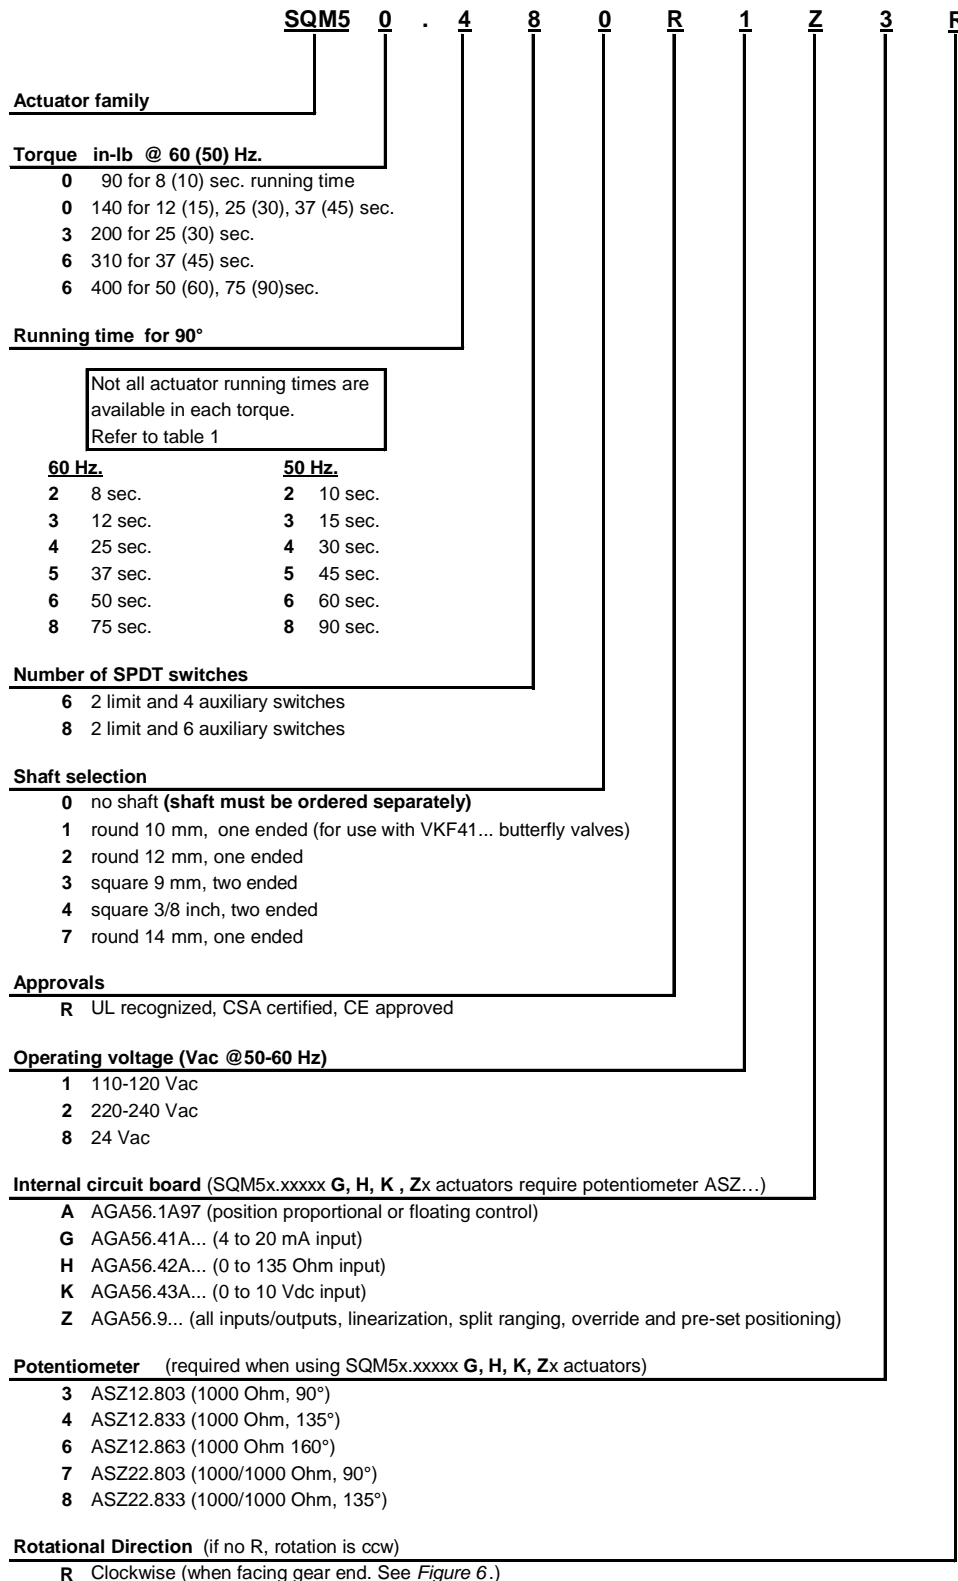 SQM5 0 . 4 8 0 R 1 Z 3 R
Actuator family
Torque in-lb @ 60 (50) Hz.
0 90 for 8 (10) sec. running time
0 140 for 12 (15), 25 (30), 37 (45) sec.
3 200 for 25 (30) sec.
6 310 for 37 (45) sec.
6 400 for 50 (60), 75 (90)sec.
Running time for 90°
Not all actuator running times are
available in each torque.
Refer to table 1
60 Hz. 50 Hz.
2 8 sec. 2 10 sec.
3 12 sec. 3 15 sec.
4 25 sec. 4 30 sec.
5 37 sec. 5 45 sec.
6 50 sec. 6 60 sec.
8 75 sec. 8 90 sec.
Number of SPDT switches
6 2 limit and 4 auxiliary switches
8 2 limit and 6 auxiliary switches
Shaft selection
0 no shaft (shaft must be ordered separately)
1 round 10 mm, one ended (for use with VKF41... butterfly valves)
2 round 12 mm, one ended
3 square 9 mm, two ended
4 square 3/8 inch, two ended
7 round 14 mm, one ended
Approvals
R UL recognized, CSA certified, CE approved
Operating voltage (Vac @50-60 Hz)
1 110-120 Vac
2 220-240 Vac
8 24 Vac
Internal circuit board (SQM5x.xxxxx G, H, K , Zx actuators require potentiometer ASZ…)
A AGA56.1A97 (position proportional or floating control)
G AGA56.41A... (4 to 20 mA input)
H AGA56.42A... (0 to 135 Ohm input)
K AGA56.43A... (0 to 10 Vdc input)
Z AGA56.9... (all inputs/outputs, linearization, split ranging, override and pre-set positioning)
Potentiometer (required when using SQM5x.xxxxx G, H, K, Zx actuators)
3 ASZ12.803 (1000 Ohm, 90°)
4 ASZ12.833 (1000 Ohm, 135°)
6 ASZ12.863 (1000 Ohm 160°)
7 ASZ22.803 (1000/1000 Ohm, 90°)
8 ASZ22.833 (1000/1000 Ohm, 135°)
Rotational Direction (if no R, rotation is ccw)
R Clockwise (when facing gear end. See Figure 6.)